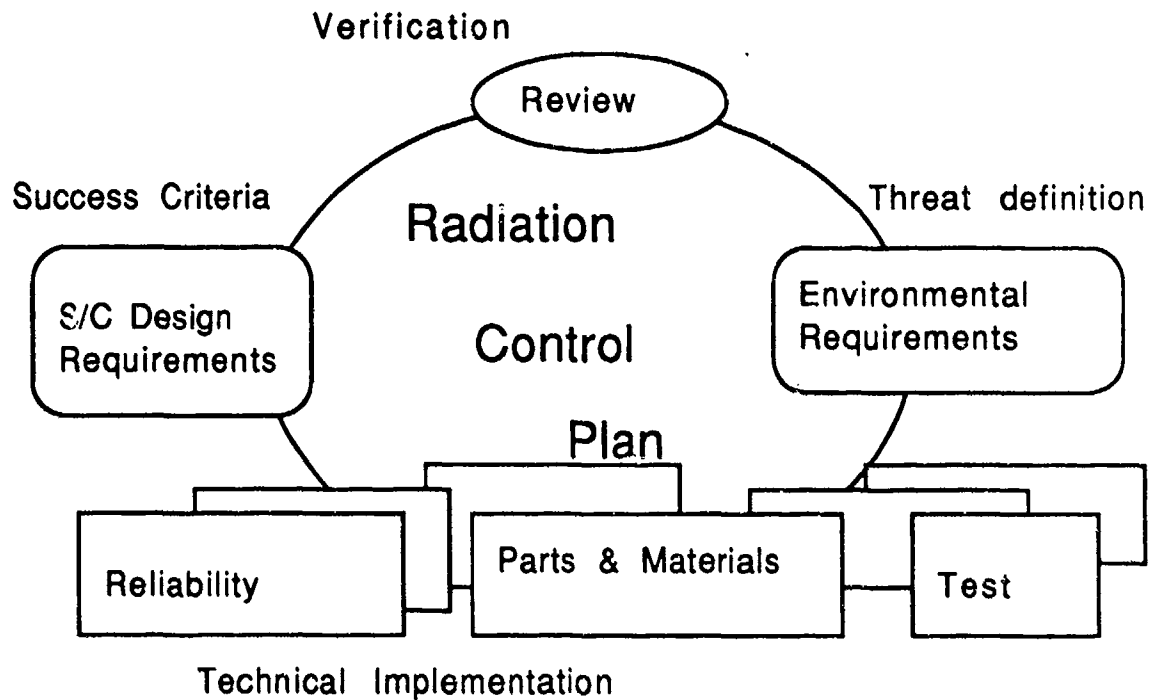 Verification
Review
Success Criteria
Threat definition
Radiation
S/C Design
Requirements
Environmental
Requirements
Control
Plan
Reliability
Parts & Materials
Test
Technical Implementation